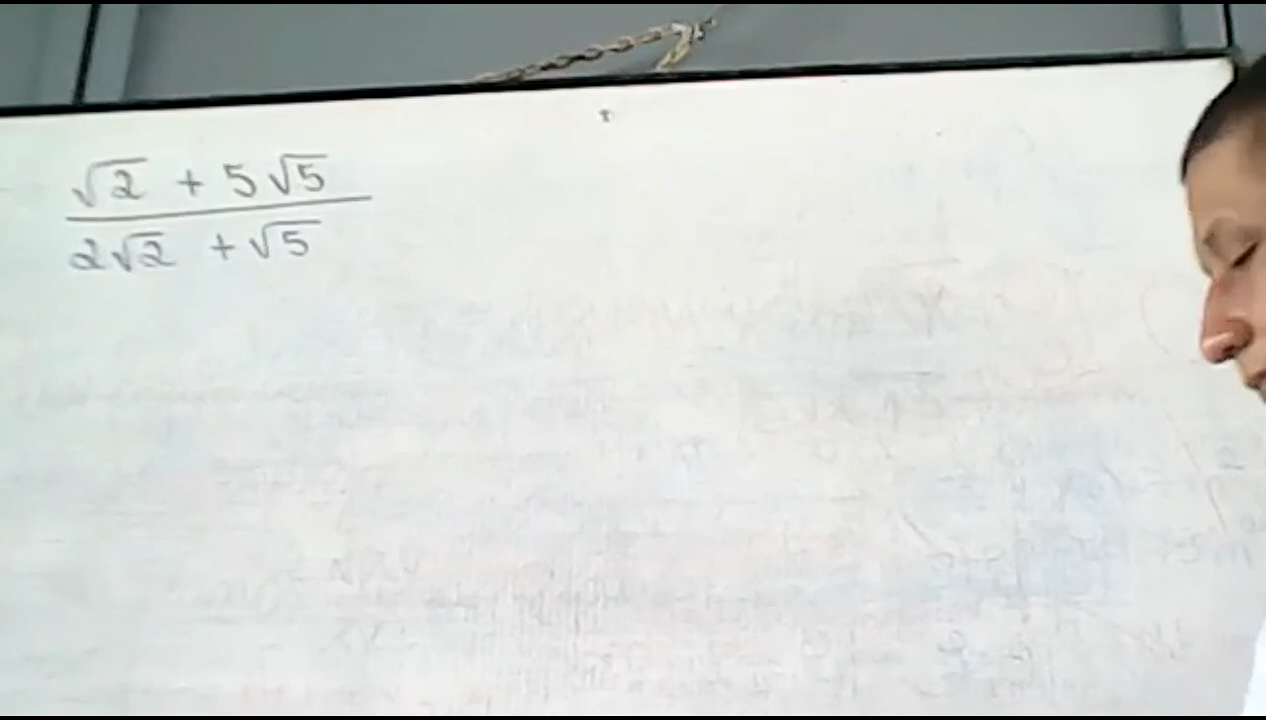 √2 + 5√5
2√2 + √5